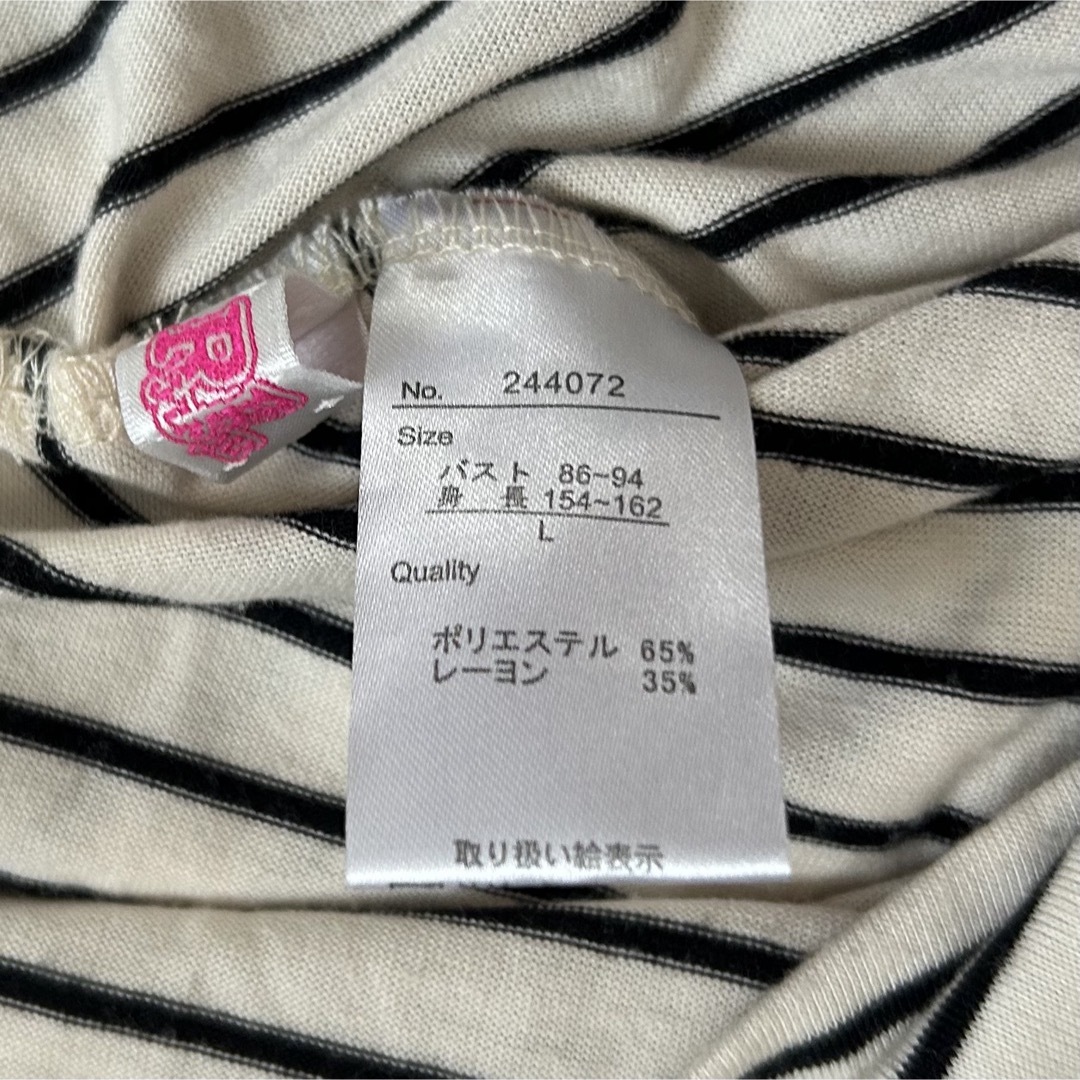 No. 244072
Size
バスト 86~94
身 長 154~162
L
Quality
ポリエステル 65%
レーヨン 35%
取り扱い絵表示